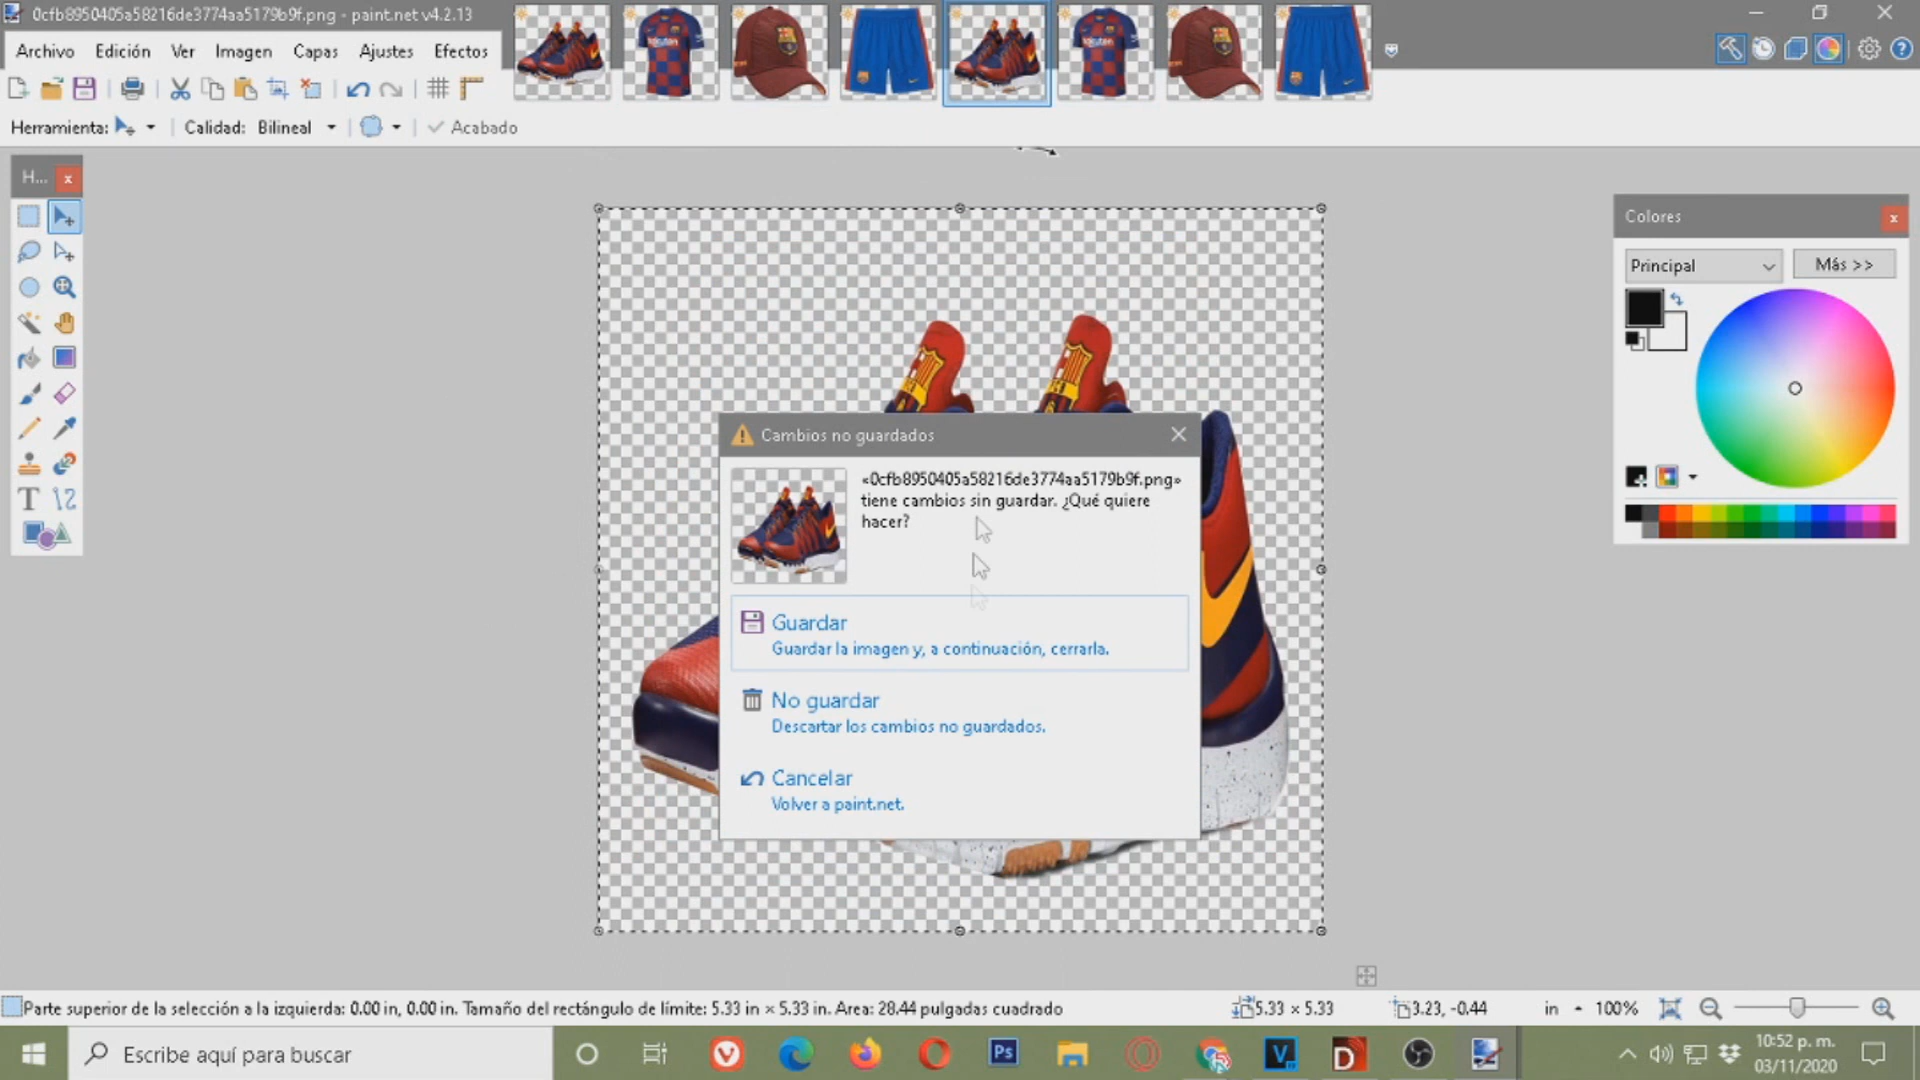 0cfb8950405a58216de3774aa5179b9f.png - paint.net v4.2.13
Archivo Edición Ver Imagen Capas Ajustes Efectos
Herramienta: Calidad: Bilineal Acabado
H...
Colores
Principal Más >>
Cambios no guardados
«0cfb8950405a58216de3774aa5179b9f.png»
tiene cambios sin guardar. ¿Qué quiere
hacer?
Guardar
Guardar la imagen y, a continuación, cerrarla.
No guardar
Descartar los cambios no guardados.
Cancelar
Volver a paint.net.
Parte superior de la selección a la izquierda: 0.00 in, 0.00 in. Tamaño del rectángulo de límite: 5.33 in × 5.33 in. Area: 28.44 pulgadas cuadrado 5.33 × 5.33 3.23, -0.44 in 100%
Escribe aquí para buscar
Ps
V
D
10:52 p. m.
03/11/2020